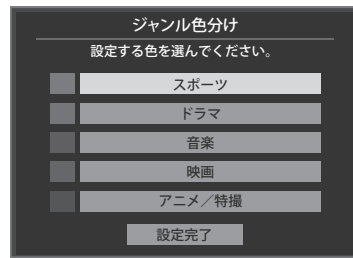 ジャンル色分け
設定する色を選んでください。
スポーツ
ドラマ
音楽
映画
アニメ／特撮
設定完了